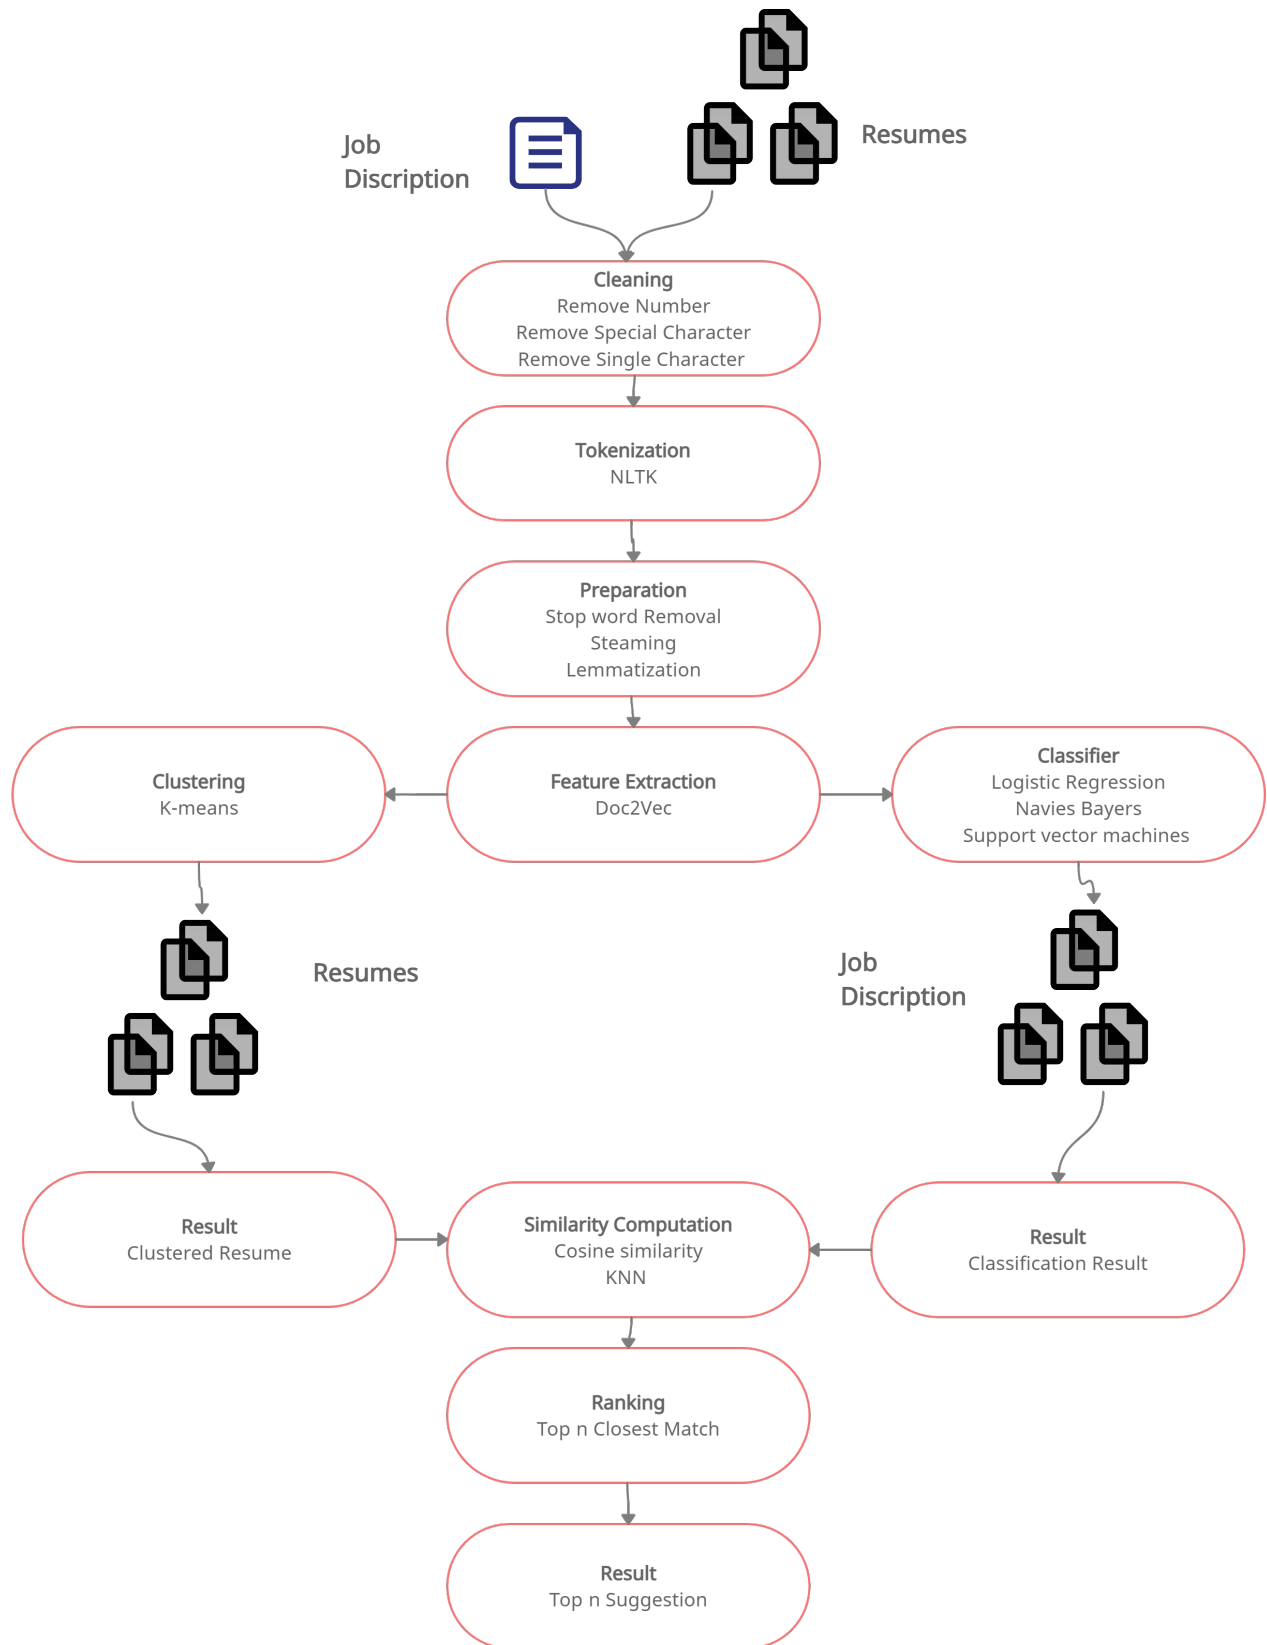 Job
Discription
Resumes
Cleaning
Remove Number
Remove Special Character
Remove Single Character
Tokenization
NLTK
Preparation
Stop word Removal
Steaming
Lemmatization
Clustering
K-means
Feature Extraction
Doc2Vec
Classifier
Logistic Regression
Navies Bayers
Support vector machines
Resumes
Job
Discription
Result
Clustered Resume
Similarity Computation
Cosine similarity
KNN
Result
Classification Result
Ranking
Top n Closest Match
Result
Top n Suggestion